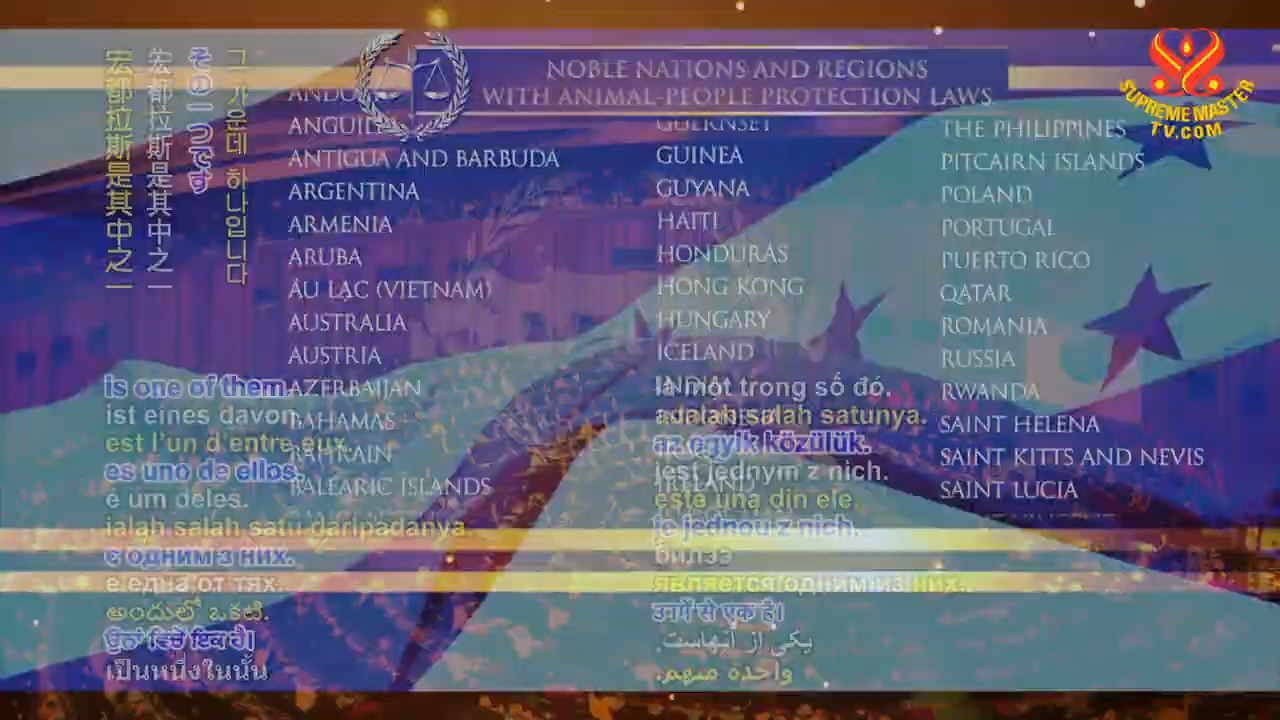 NOBLE NATIONS AND REGIONS
WITH ANIMAL-PEOPLE PROTECTION LAWS
SUPREME MASTER
TV.COM
宏都拉斯是其中之一
宏都拉斯是其中之一
その一つです
그 가운데 하나입니다
ANTIGUA AND BARBUDA
ARGENTINA
ARMENIA
ARUBA
ÂU LẠC (VIETNAM)
AUSTRALIA
AUSTRIA
AZERBAIJAN
BAHAMAS
BAHRAIN
BALEARIC ISLANDS
GUERNSEY
GUINEA
GUYANA
HAITI
HONDURAS
HONG KONG
HUNGARY
ICELAND
INDIA
IRELAND
THE PHILIPPINES
PITCAIRN ISLANDS
POLAND
PORTUGAL
PUERTO RICO
QATAR
ROMANIA
RUSSIA
RWANDA
SAINT HELENA
SAINT KITTS AND NEVIS
SAINT LUCIA
is one of them.
ist eines davon.
est l'un d'entre eux.
es uno de ellos.
é um deles.
ialah salah satu daripadanya.
є одним з них.
е една от тях.
అందులో ఒకటి.
ਉਨਾਂ ਵਿਚੋਂ ਇਕ ਹੈ।
เป็นหนึ่งในนั้น
là một trong số đó.
adalah salah satunya.
az egyik közülük.
jest jednym z nich.
este una din ele.
je jednou z nich.
билээ
является одним из них.
उनमें से एक है।
یکی از آنهاست.
واحدة منهم.